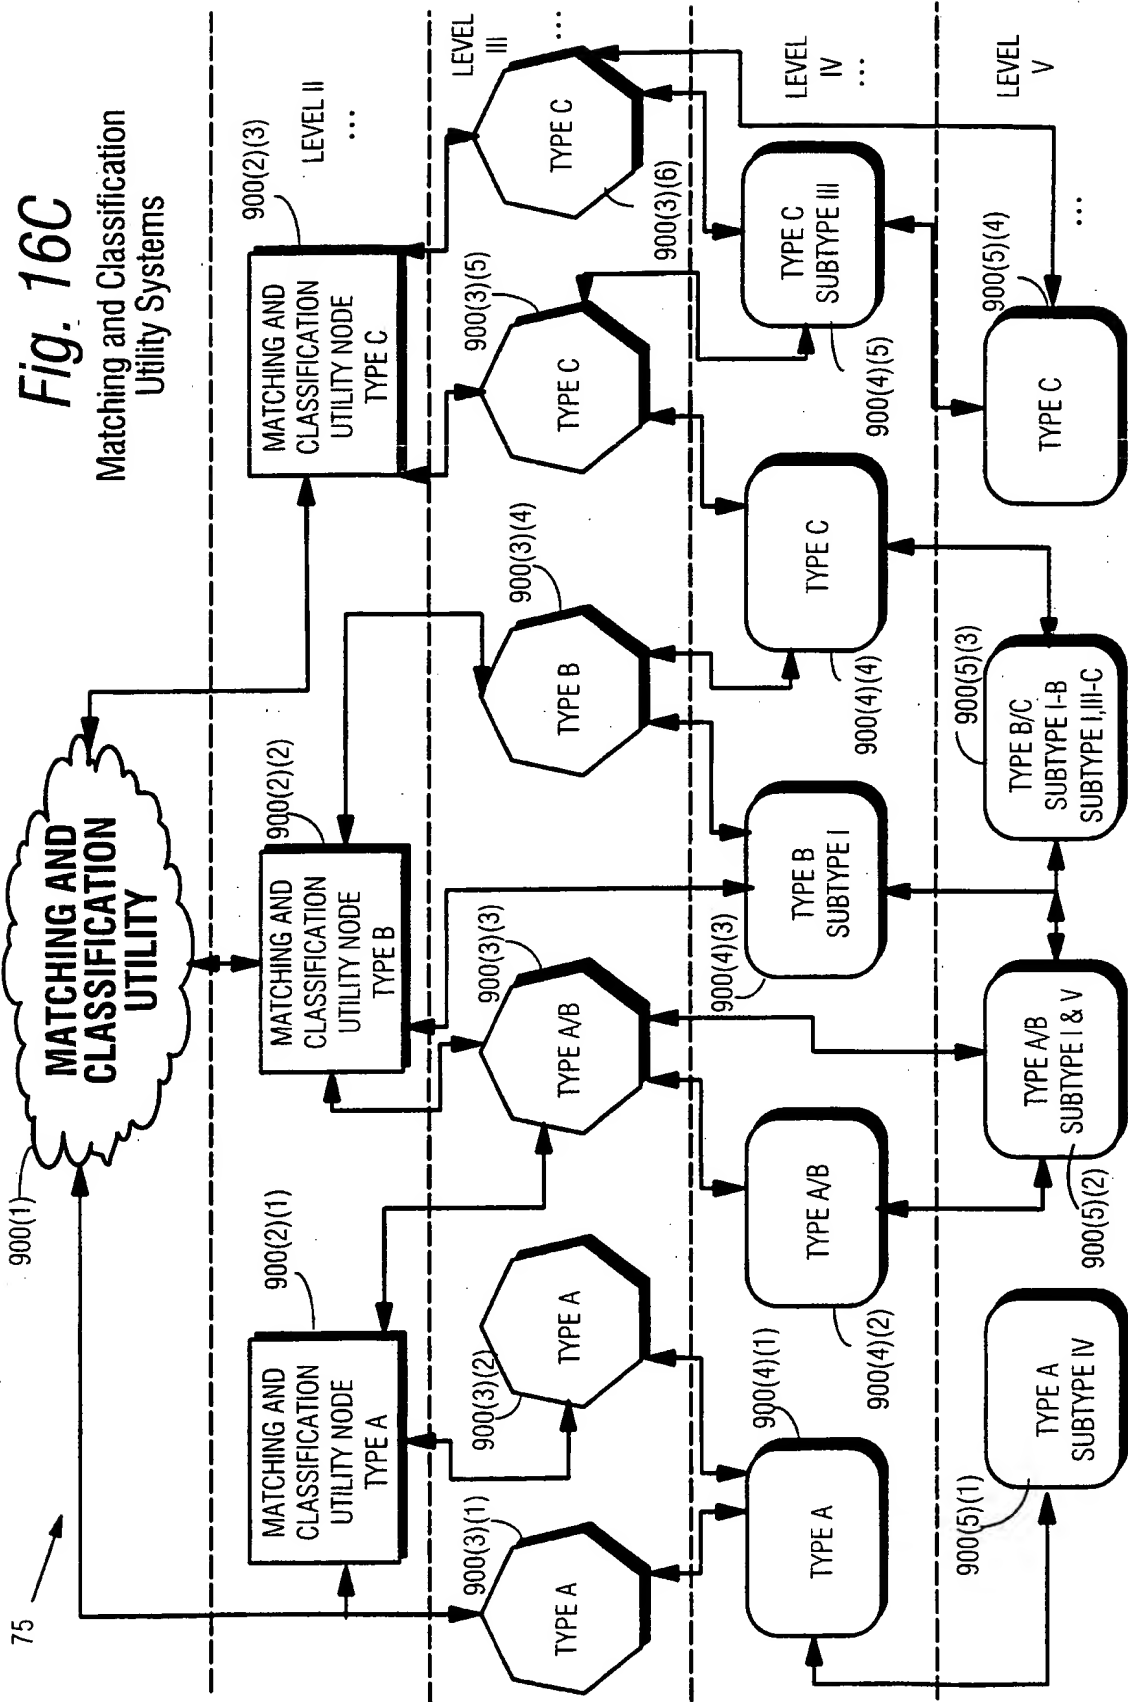 Fig. 16C
Matching and Classification
Utility Systems
75
900(1)
MATCHING AND
CLASSIFICATION
UTILITY
LEVEL II
...
900(2)(1)
MATCHING AND
CLASSIFICATION
UTILITY NODE
TYPE A
900(2)(2)
MATCHING AND
CLASSIFICATION
UTILITY NODE
TYPE B
900(2)(3)
MATCHING AND
CLASSIFICATION
UTILITY NODE
TYPE C
LEVEL
III
...
900(3)(1)
TYPE A
900(3)(2)
TYPE A
900(3)(3)
TYPE A/B
900(3)(4)
TYPE B
900(3)(5)
TYPE C
900(3)(6)
TYPE C
LEVEL
IV
...
900(4)(1)
TYPE A
900(4)(2)
TYPE A/B
900(4)(3)
TYPE B
SUBTYPE I
900(4)(4)
TYPE C
900(4)(5)
TYPE C
SUBTYPE III
LEVEL
V
...
900(5)(1)
TYPE A
SUBTYPE IV
900(5)(2)
TYPE A/B
SUBTYPE I & V
900(5)(3)
TYPE B/C
SUBTYPE I-B
SUBTYPE I,III-C
900(5)(4)
TYPE C